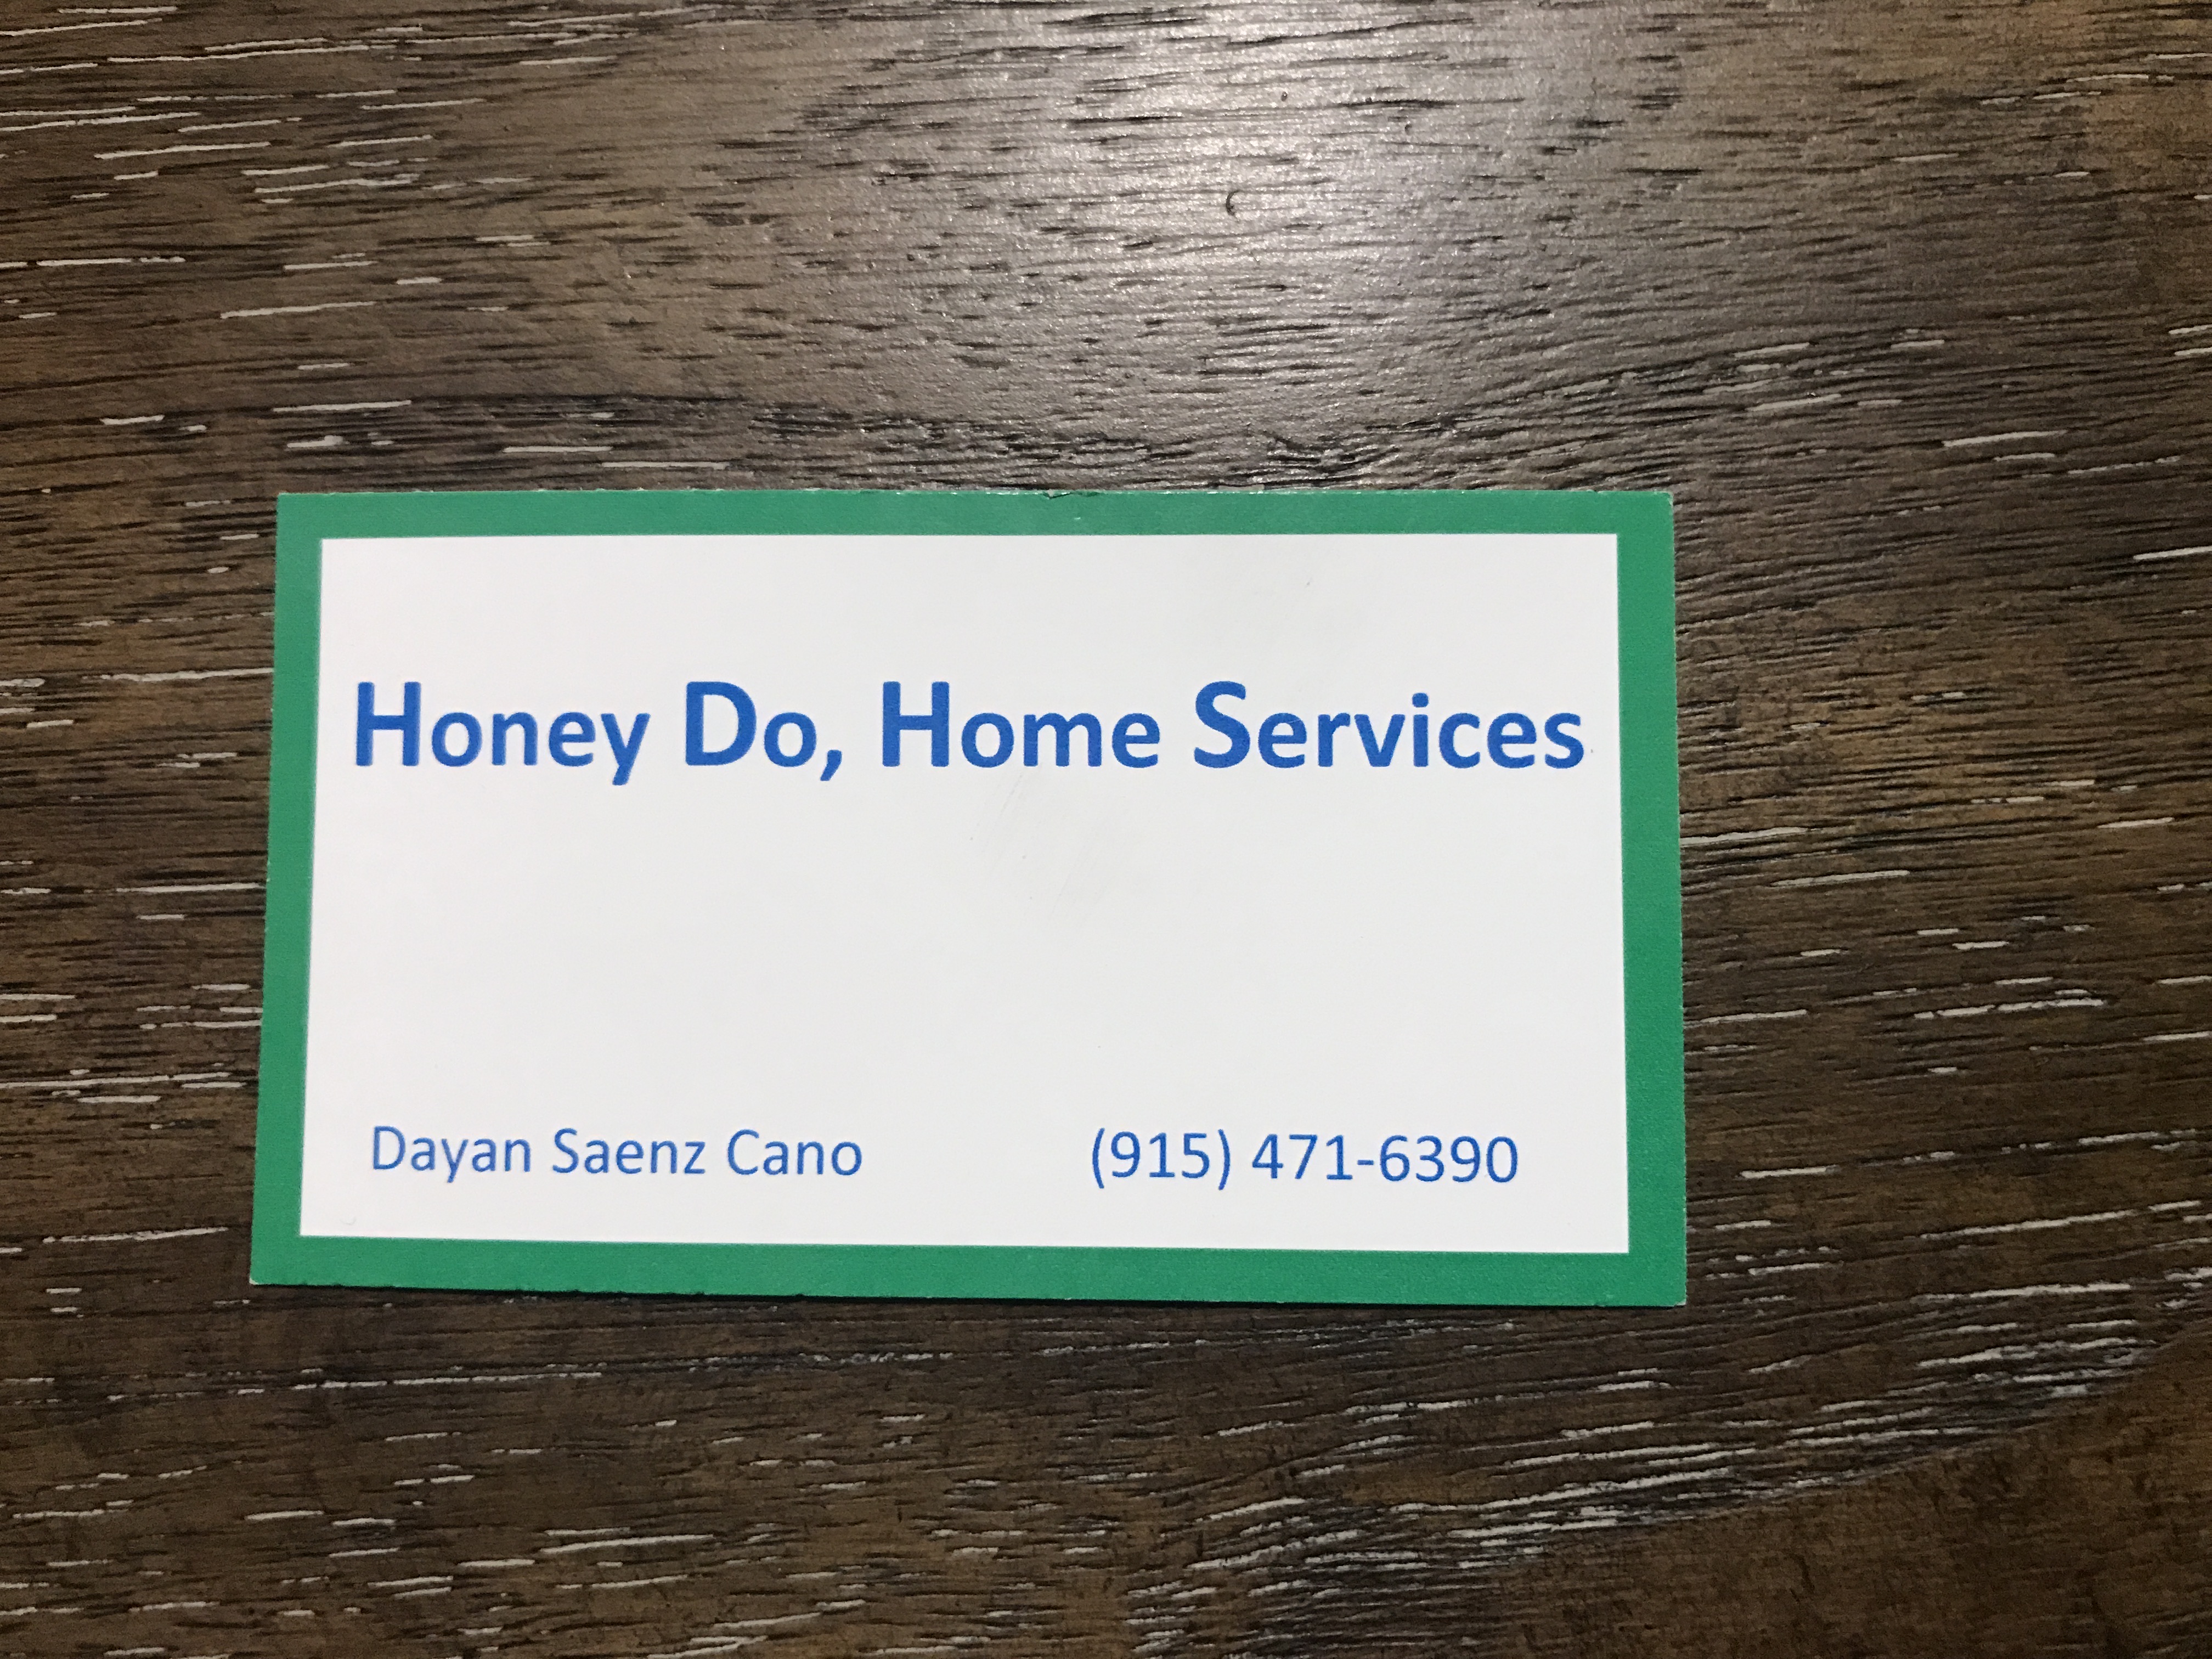 Honey Do, Home Services
Dayan Saenz Cano (915) 471-6390